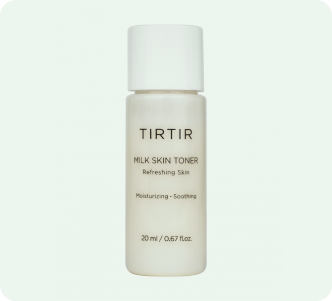 TIRTIR
MILK SKIN TONER
Refreshing Skin
Moisturizing • Soothing
20 ml / 0.67 fl.oz.